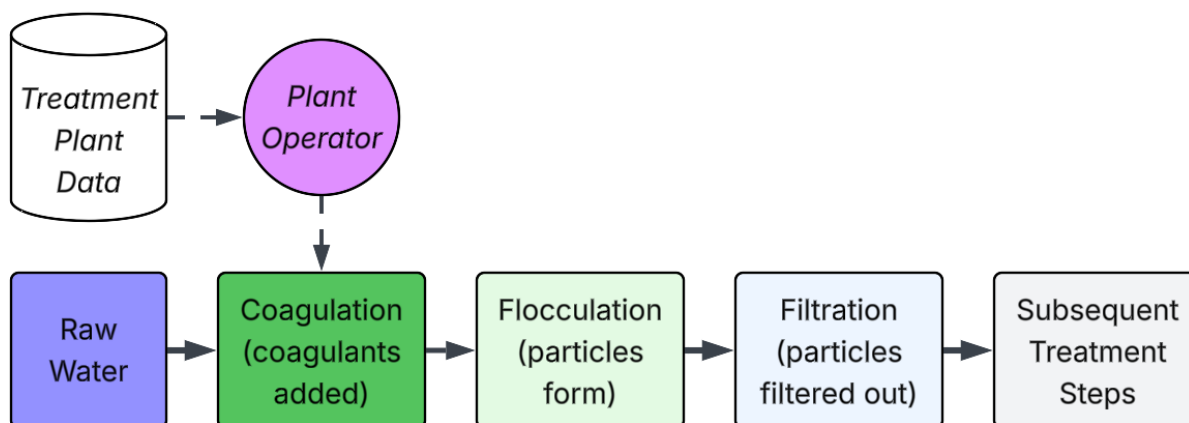 Treatment
Plant
Data
Plant
Operator
Raw
Water
Coagulation
(coagulants
added)
Flocculation
(particles
form)
Filtration
(particles
filtered out)
Subsequent
Treatment
Steps